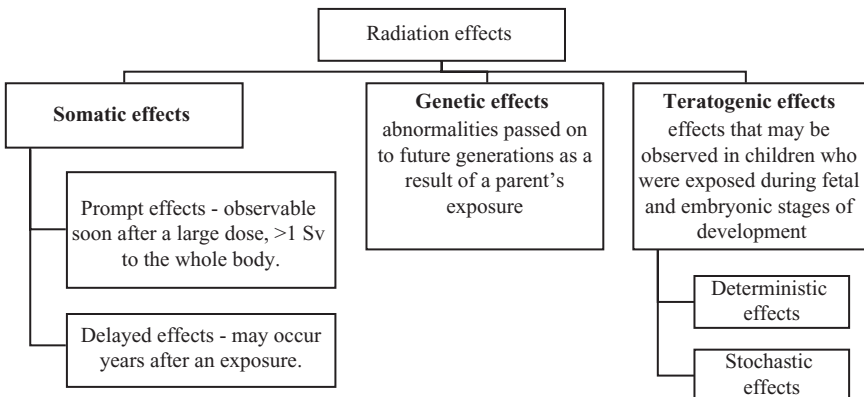 Radiation effects
Somatic effects
Prompt effects - observable
soon after a large dose, >1 Sv
to the whole body.
Delayed effects - may occur
years after an exposure.
Genetic effects
abnormalities passed on
to future generations as a
result of a parent's
exposure
Teratogenic effects
effects that may be
observed in children who
were exposed during fetal
and embryonic stages of
development
Deterministic
effects
Stochastic
effects